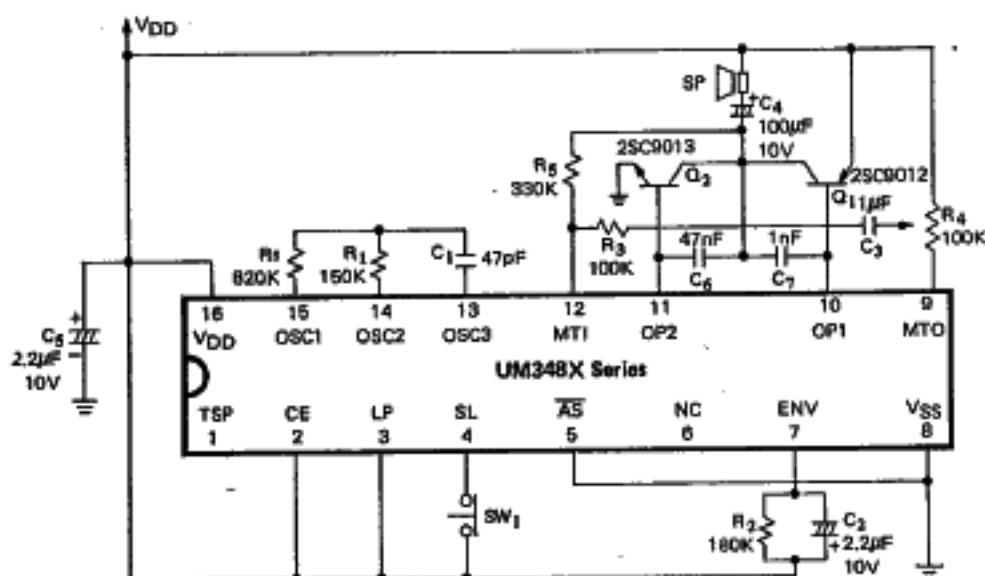 VDD
SP
+
C4
100µF
10V
2SC9013
Q2
2SC9012
Q1
1µF
R5
330K
R3
100K
C3
R4
100K
47nF
C6
1nF
C7
820K
R1
150K
C1
47pF
+
C5
2.2µF
10V
16
15
14
13
12
11
10
9
VDD
OSC1
OSC2
OSC3
MTI
OP2
OP1
MTO
UM348X Series
TSP
CE
LP
SL
AS
NC
ENV
VSS
1
2
3
4
5
6
7
8
SW1
R2
180K
C2
+2.2µF
10V